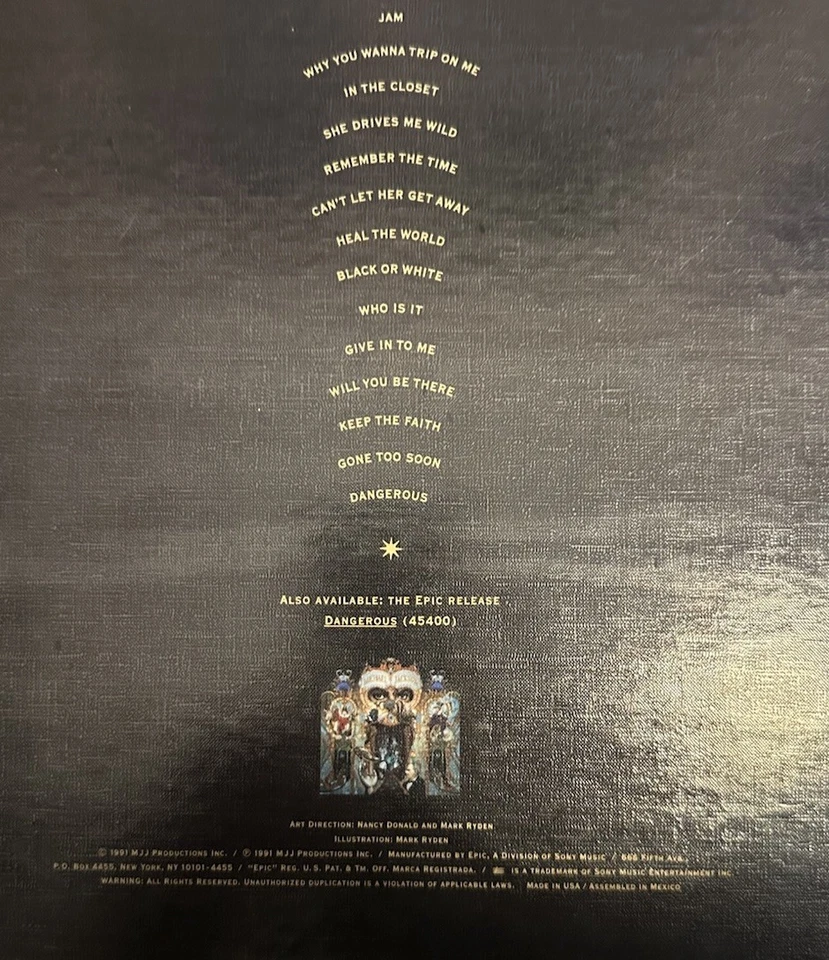 JAM
WHY YOU WANNA TRIP ON ME
IN THE CLOSET
SHE DRIVES ME WILD
REMEMBER THE TIME
CAN'T LET HER GET AWAY
HEAL THE WORLD
BLACK OR WHITE
WHO IS IT
GIVE IN TO ME
WILL YOU BE THERE
KEEP THE FAITH
GONE TOO SOON
DANGEROUS
ALSO AVAILABLE: THE EPIC RELEASE
DANGEROUS (45400)
MICHAEL JACKSON
ART DIRECTION: NANCY DONALD AND MARK RYDEN
ILLUSTRATION: MARK RYDEN
© 1991 MJJ PRODUCTIONS INC. / ℗ 1991 MJJ PRODUCTIONS INC. / MANUFACTURED BY EPIC, A DIVISION OF SONY MUSIC / 666 FIFTH AVE.
P.O. BOX 4455, NEW YORK, NY 10101-4455 / "EPIC" REG. U.S. PAT. & TM. OFF. MARCA REGISTRADA. / IS A TRADEMARK OF SONY MUSIC ENTERTAINMENT INC.
WARNING: ALL RIGHTS RESERVED. UNAUTHORIZED DUPLICATION IS A VIOLATION OF APPLICABLE LAWS. MADE IN USA / ASSEMBLED IN MEXICO